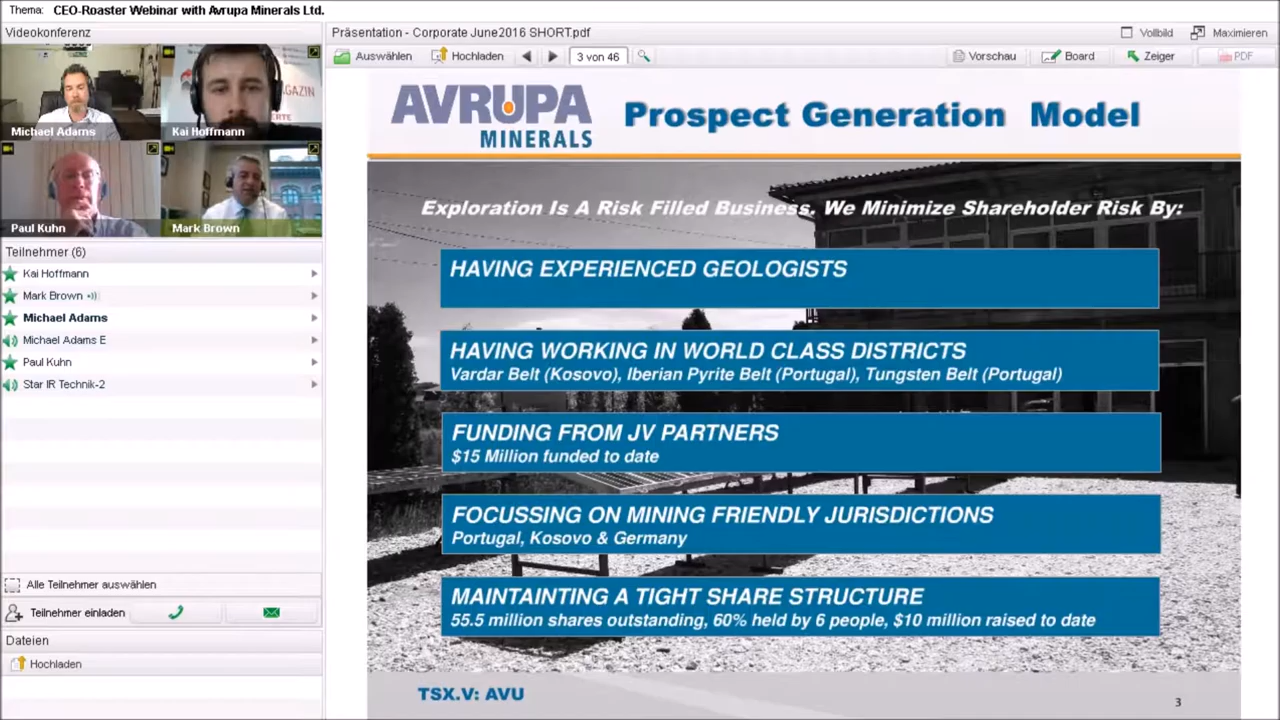 Thema: CEO-Roaster Webinar with Avrupa Minerals Ltd.
Videokonferenz
Michael Adams
Kai Hoffmann
Paul Kuhn
Mark Brown
Teilnehmer (6)
Kai Hoffmann
Mark Brown
Michael Adams
Michael Adams E
Paul Kuhn
Star IR Technik-2
Alle Teilnehmer auswählen
Teilnehmer einladen
Dateien
Hochladen
Präsentation - Corporate June2016 SHORT.pdf
Vollbild
Maximieren
Auswählen
Hochladen
3 von 46
Vorschau
Board
Zeiger
PDF
AVRUPA
MINERALS
Prospect Generation Model
Exploration Is A Risk Filled Business. We Minimize Shareholder Risk By:
HAVING EXPERIENCED GEOLOGISTS
HAVING WORKING IN WORLD CLASS DISTRICTS
Vardar Belt (Kosovo), Iberian Pyrite Belt (Portugal), Tungsten Belt (Portugal)
FUNDING FROM JV PARTNERS
$15 Million funded to date
FOCUSSING ON MINING FRIENDLY JURISDICTIONS
Portugal, Kosovo & Germany
MAINTAINTING A TIGHT SHARE STRUCTURE
55.5 million shares outstanding, 60% held by 6 people, $10 million raised to date
TSX.V: AVU
3